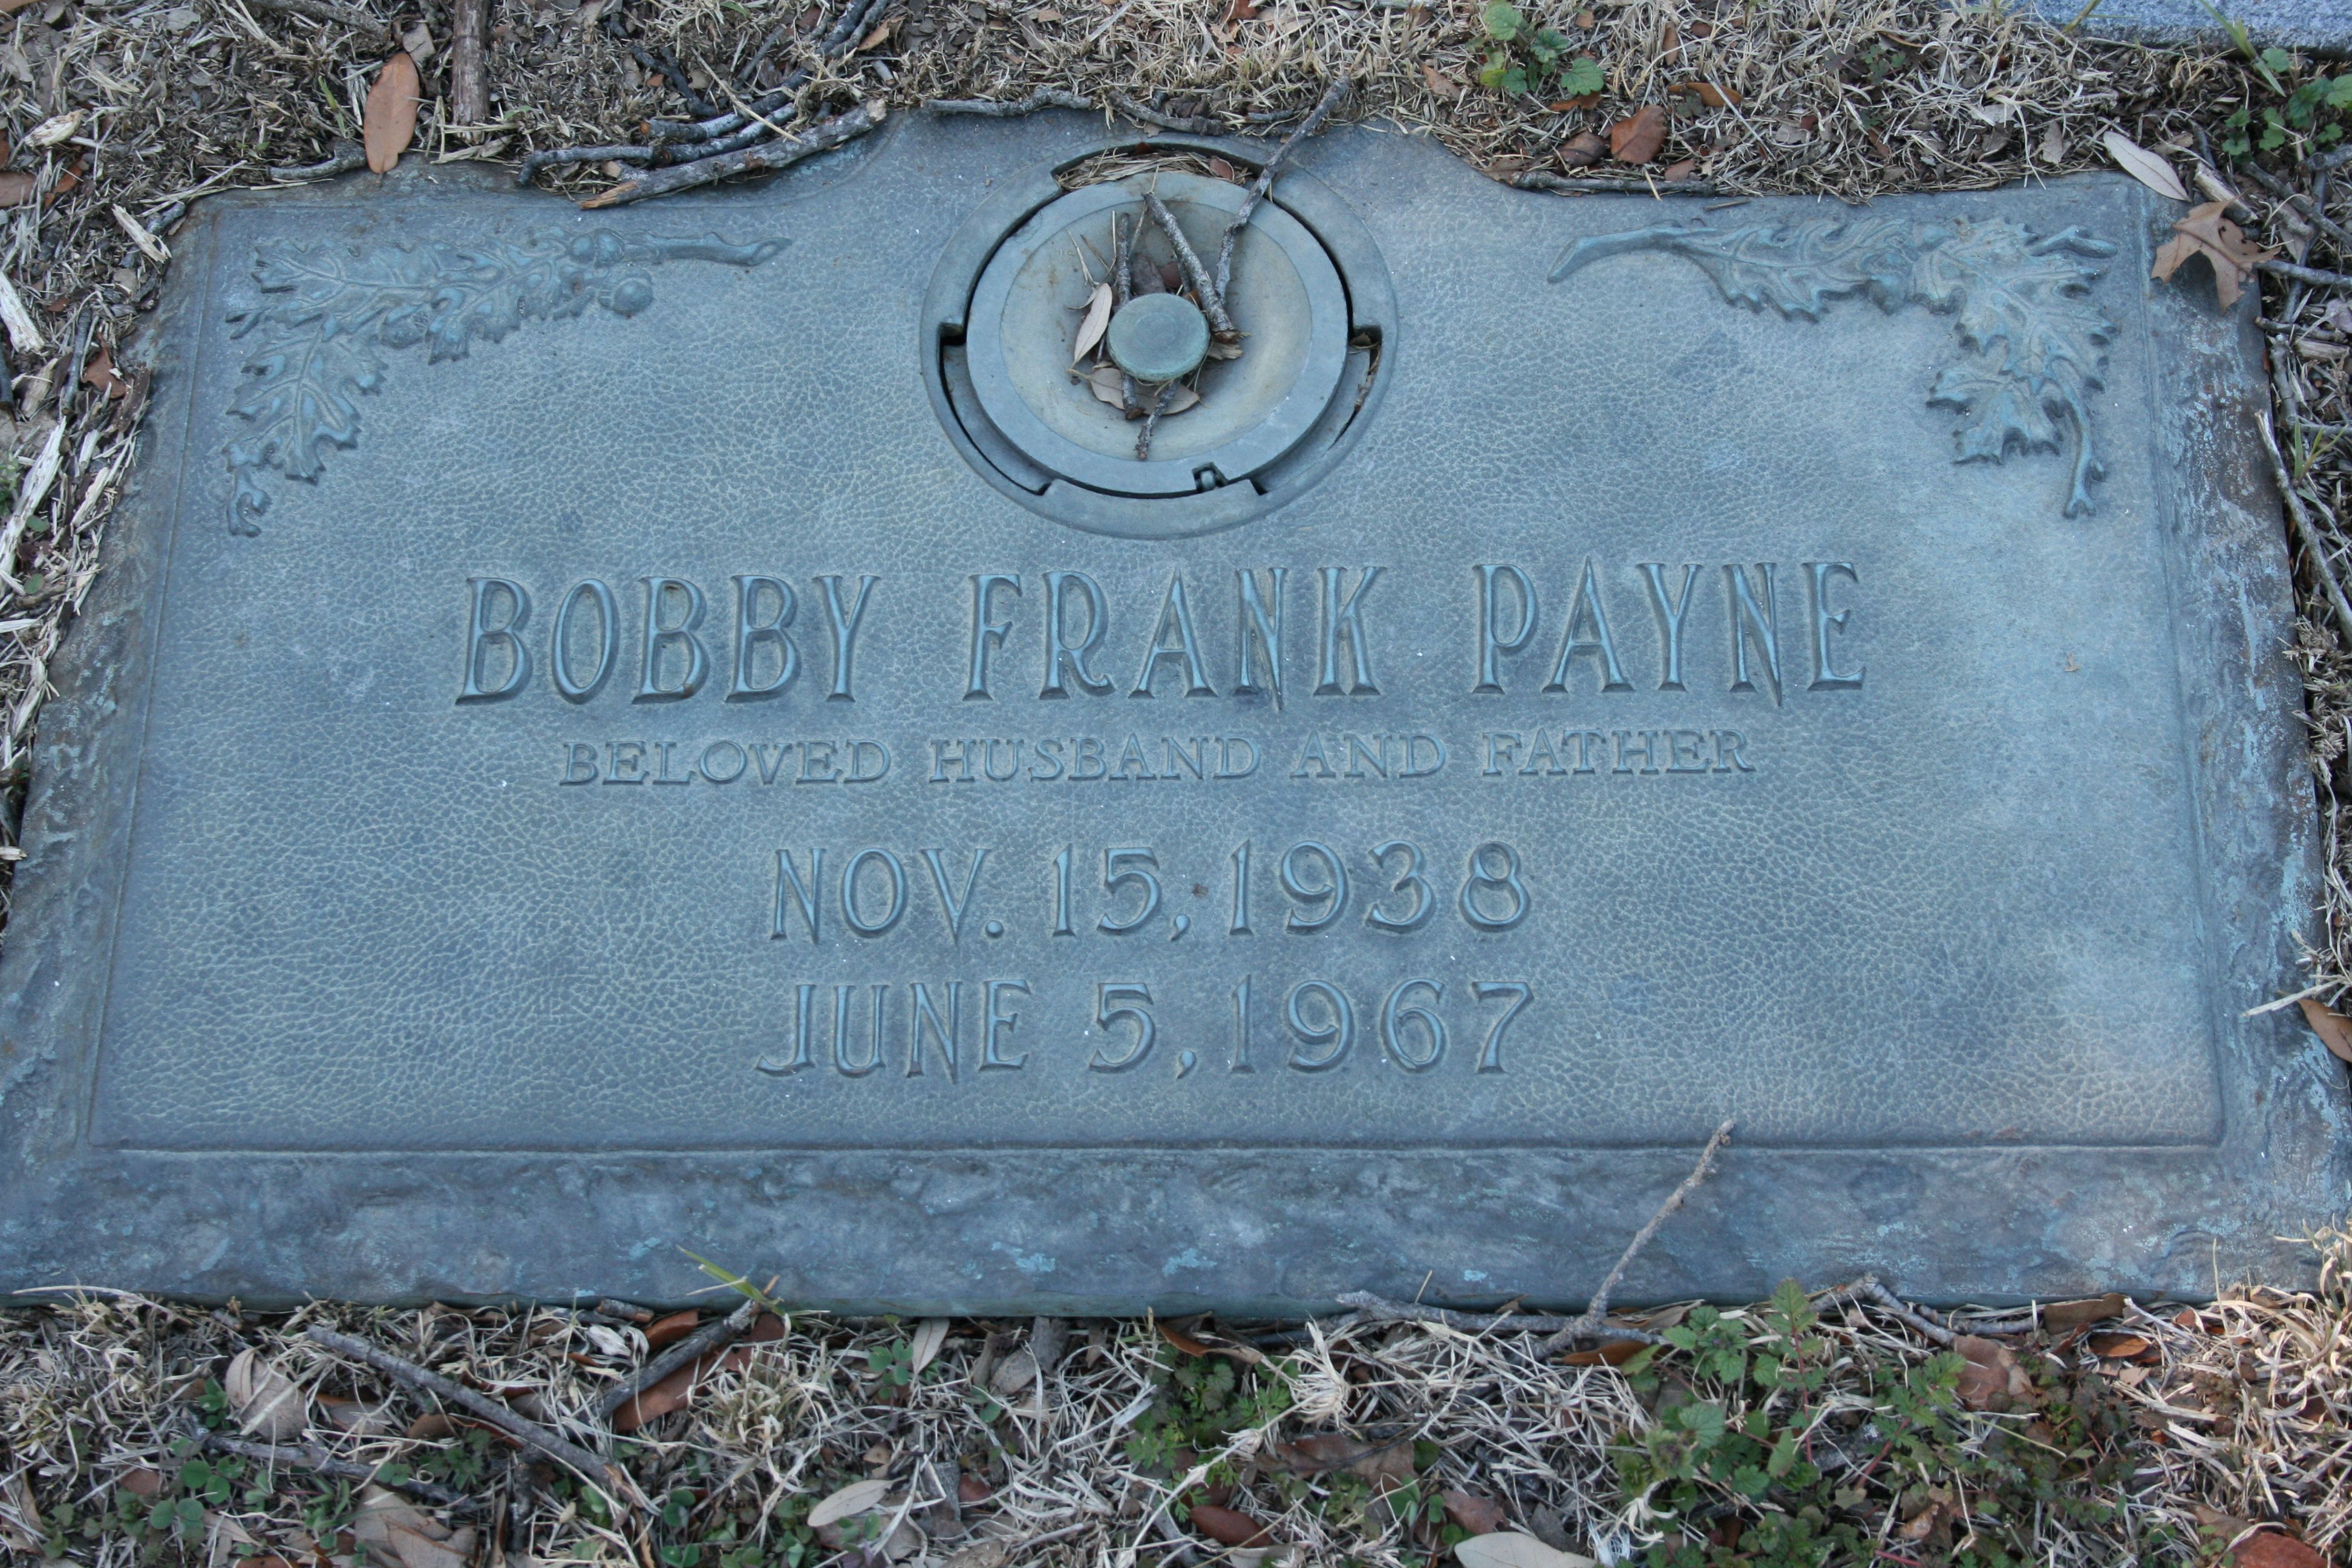 BOBBY FRANK PAYNE
BELOVED HUSBAND AND FATHER
NOV. 15, 1938
JUNE 5, 1967